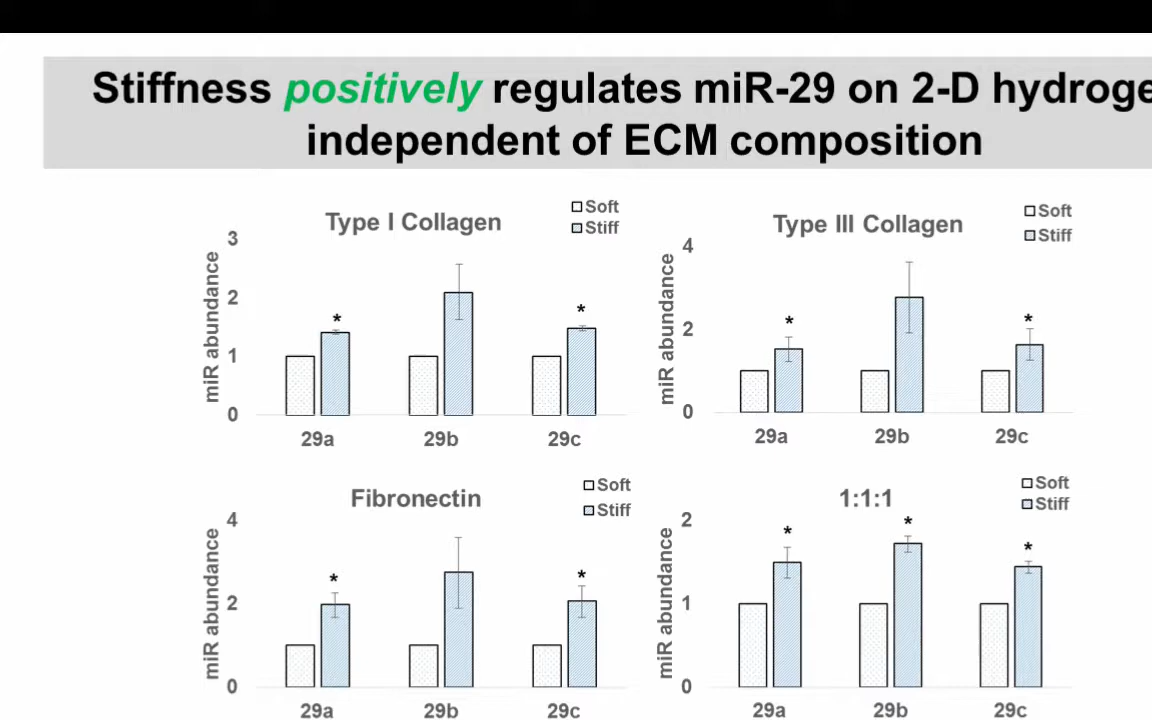 Stiffness positively regulates miR-29 on 2-D hydroge
independent of ECM composition
Type I Collagen
Soft
Stiff
miR abundance
3
2
1
0
*
*
29a
29b
29c
Type III Collagen
Soft
Stiff
miR abundance
4
2
0
*
*
29a
29b
29c
Fibronectin
Soft
Stiff
miR abundance
4
2
0
*
*
29a
29b
29c
1:1:1
Soft
Stiff
miR abundance
2
1
0
*
*
*
29a
29b
29c